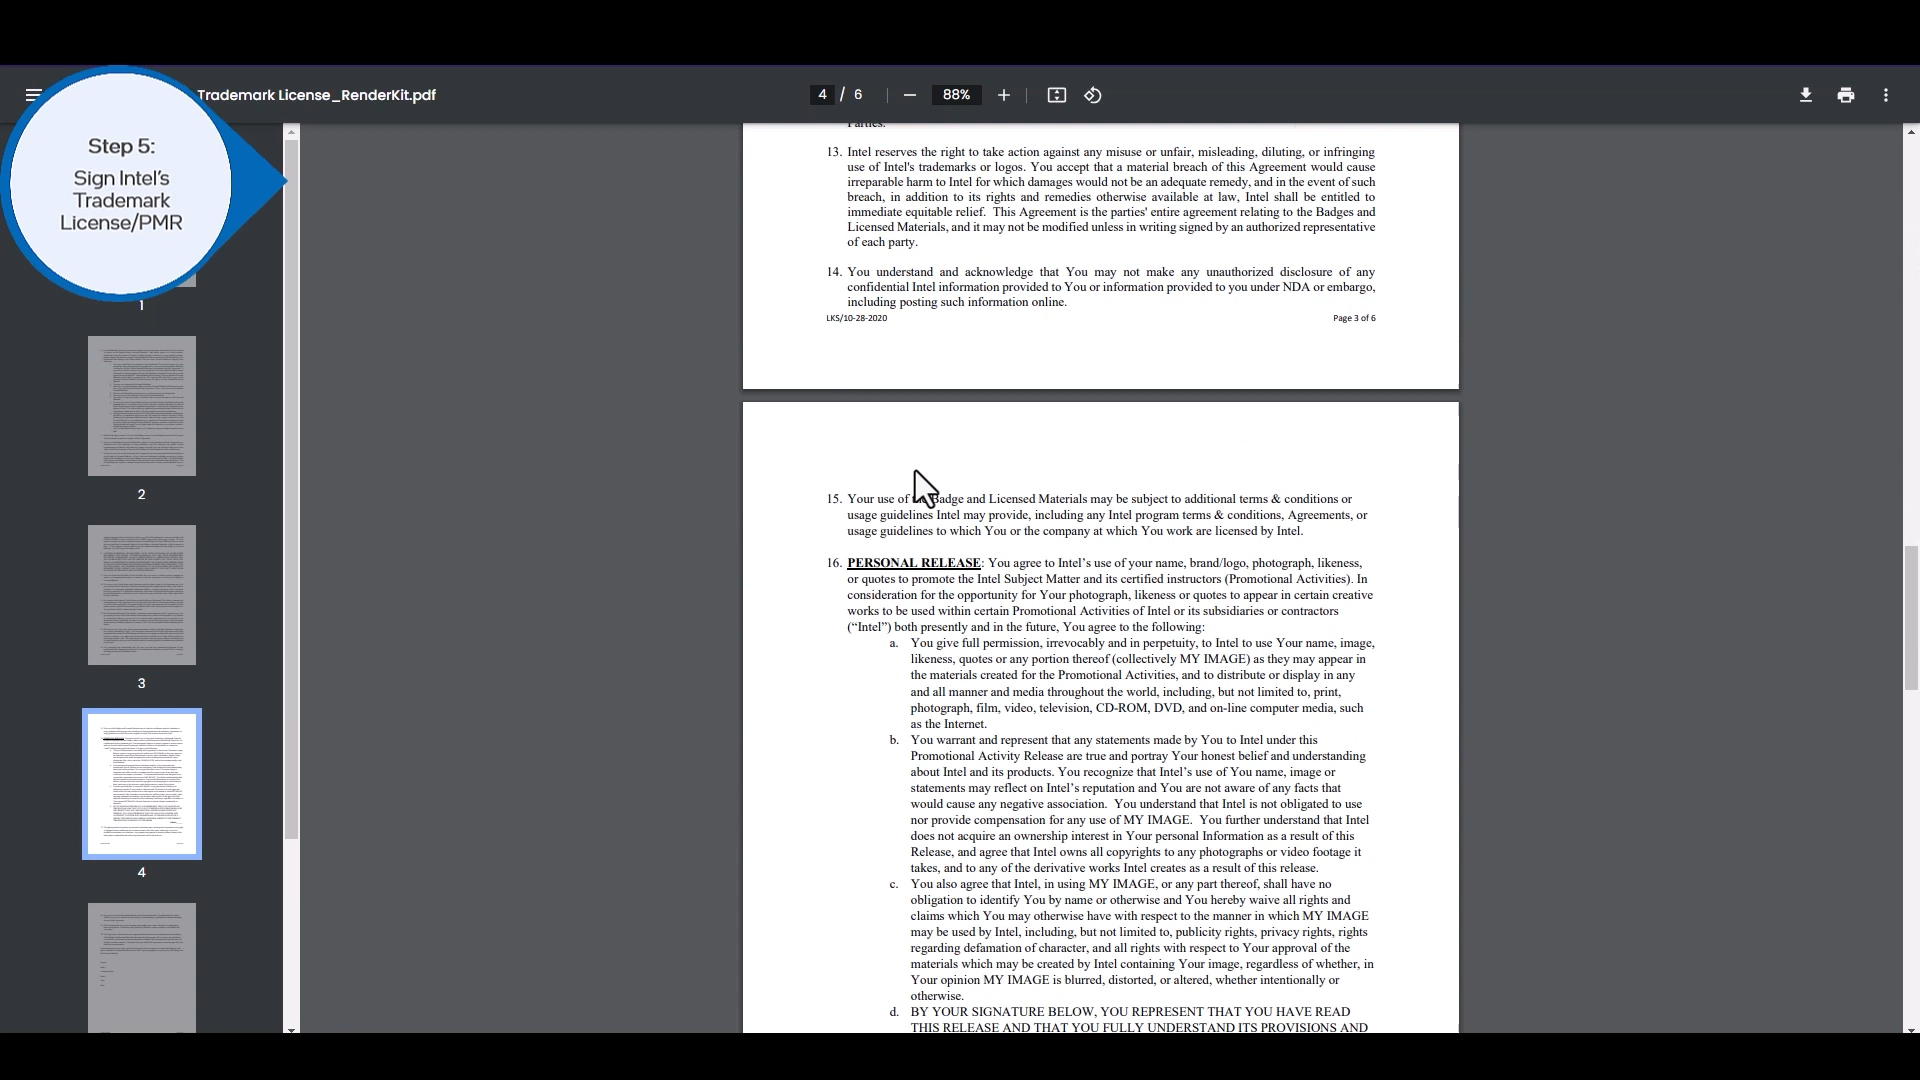 Trademark License_RenderKit.pdf
4 / 6
88%
Step 5:
Sign Intel's
Trademark
License/PMR
1
2
3
4
Parties.
13. Intel reserves the right to take action against any misuse or unfair, misleading, diluting, or infringing
use of Intel's trademarks or logos. You accept that a material breach of this Agreement would cause
irreparable harm to Intel for which damages would not be an adequate remedy, and in the event of such
breach, in addition to its rights and remedies otherwise available at law, Intel shall be entitled to
immediate equitable relief. This Agreement is the parties' entire agreement relating to the Badges and
Licensed Materials, and it may not be modified unless in writing signed by an authorized representative
of each party.
14. You understand and acknowledge that You may not make any unauthorized disclosure of any
confidential Intel information provided to You or information provided to you under NDA or embargo,
including posting such information online.
LKS/10-28-2020 Page 3 of 6
15. Your use of the Badge and Licensed Materials may be subject to additional terms & conditions or
usage guidelines Intel may provide, including any Intel program terms & conditions, Agreements, or
usage guidelines to which You or the company at which You work are licensed by Intel.
16. PERSONAL RELEASE: You agree to Intel's use of your name, brand/logo, photograph, likeness,
or quotes to promote the Intel Subject Matter and its certified instructors (Promotional Activities). In
consideration for the opportunity for Your photograph, likeness or quotes to appear in certain creative
works to be used within certain Promotional Activities of Intel or its subsidiaries or contractors
(“Intel”) both presently and in the future, You agree to the following:
a. You give full permission, irrevocably and in perpetuity, to Intel to use Your name, image,
likeness, quotes or any portion thereof (collectively MY IMAGE) as they may appear in
the materials created for the Promotional Activities, and to distribute or display in any
and all manner and media throughout the world, including, but not limited to, print,
photograph, film, video, television, CD-ROM, DVD, and on-line computer media, such
as the Internet.
b. You warrant and represent that any statements made by You to Intel under this
Promotional Activity Release are true and portray Your honest belief and understanding
about Intel and its products. You recognize that Intel's use of You name, image or
statements may reflect on Intel's reputation and You are not aware of any facts that
would cause any negative association. You understand that Intel is not obligated to use
nor provide compensation for any use of MY IMAGE. You further understand that Intel
does not acquire an ownership interest in Your personal Information as a result of this
Release, and agree that Intel owns all copyrights to any photographs or video footage it
takes, and to any of the derivative works Intel creates as a result of this release.
c. You also agree that Intel, in using MY IMAGE, or any part thereof, shall have no
obligation to identify You by name or otherwise and You hereby waive all rights and
claims which You may otherwise have with respect to the manner in which MY IMAGE
may be used by Intel, including, but not limited to, publicity rights, privacy rights, rights
regarding defamation of character, and all rights with respect to Your approval of the
materials which may be created by Intel containing Your image, regardless of whether, in
Your opinion MY IMAGE is blurred, distorted, or altered, whether intentionally or
otherwise.
d. BY YOUR SIGNATURE BELOW, YOU REPRESENT THAT YOU HAVE READ
THIS RELEASE AND THAT YOU FULLY UNDERSTAND ITS PROVISIONS AND